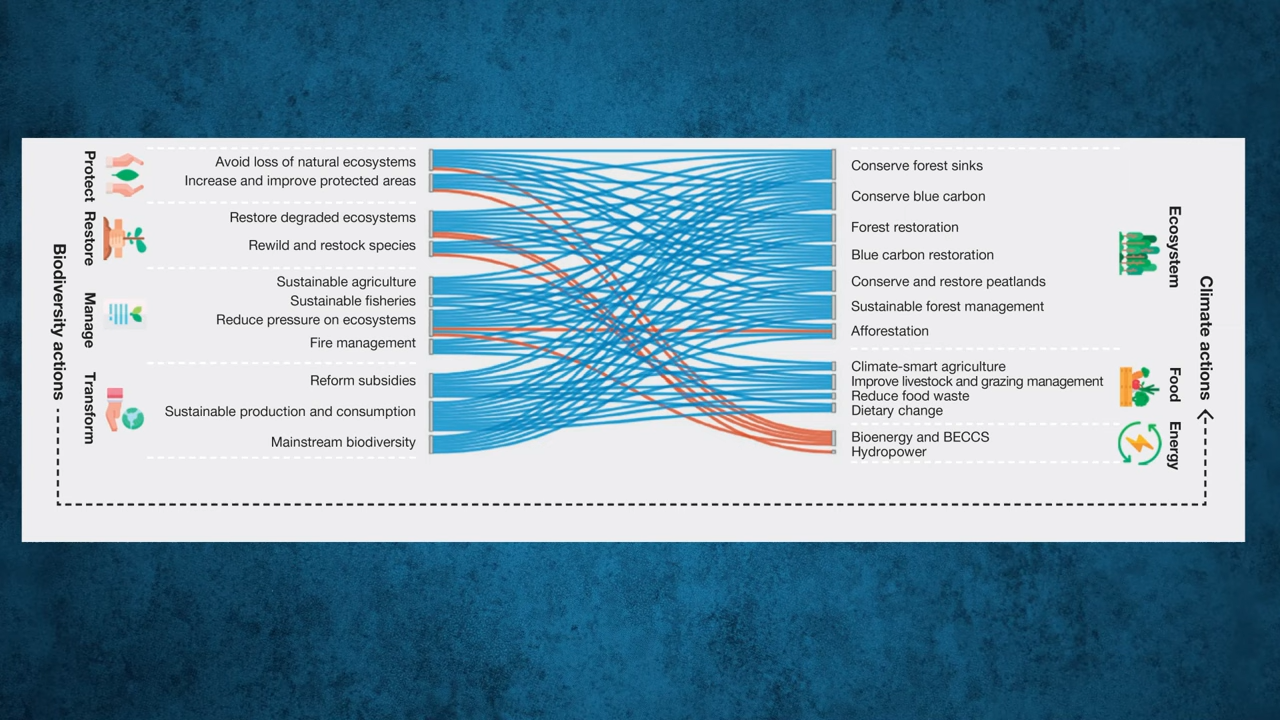 Biodiversity actions
Protect
Avoid loss of natural ecosystems
Increase and improve protected areas
Restore
Restore degraded ecosystems
Rewild and restock species
Manage
Sustainable agriculture
Sustainable fisheries
Reduce pressure on ecosystems
Fire management
Transform
Reform subsidies
Sustainable production and consumption
Mainstream biodiversity
Climate actions
Ecosystem
Conserve forest sinks
Conserve blue carbon
Forest restoration
Blue carbon restoration
Conserve and restore peatlands
Sustainable forest management
Afforestation
Food
Climate-smart agriculture
Improve livestock and grazing management
Reduce food waste
Dietary change
Energy
Bioenergy and BECCS
Hydropower